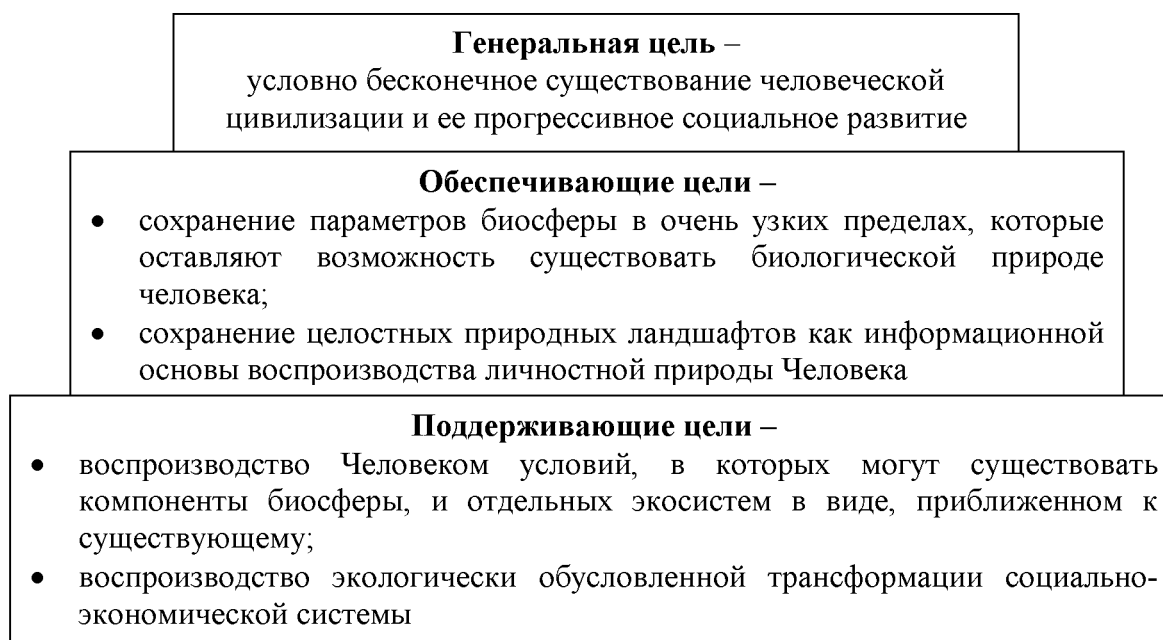 Генеральная цель –
условно бесконечное существование человеческой
цивилизации и ее прогрессивное социальное развитие
Обеспечивающие цели –
• сохранение параметров биосферы в очень узких пределах, которые
оставляют возможность существовать биологической природе
человека;
• сохранение целостных природных ландшафтов как информационной
основы воспроизводства личностной природы Человека
Поддерживающие цели –
• воспроизводство Человеком условий, в которых могут существовать
компоненты биосферы, и отдельных экосистем в виде, приближенном к
существующему;
• воспроизводство экологически обусловленной трансформации социально-
экономической системы